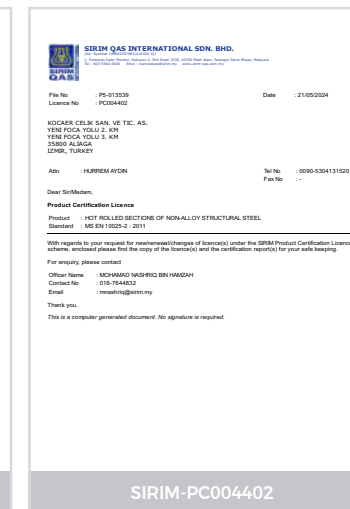 SIRIM QAS INTERNATIONAL SDN. BHD.
SIRIM
QAS
File No : PS-013539
Date : 21/05/2024
Licence No : PC004402
KOCAER CELIK SAN. VE TIC. AS.
YENI FOCA YOLU 2. KM
YENI FOCA YOLU 3. KM
35800 ALIAGA
IZMIR, TURKEY
Attn : HURREM AYDIN
Tel No : 0090-5304131520
Fax No : -
Dear Sir/Madam,
Product Certification Licence
Product : HOT ROLLED SECTIONS OF NON-ALLOY STRUCTURAL STEEL
Standard : MS EN 10025-2 : 2011
With regards to your request for new/renewal/changes of licence(s) under the SIRIM Product Certification Licence
scheme, enclosed please find the copy of the licence(s) and the certification report(s) for your safe keeping.
For enquiry, please contact
Officer Name : MOHAMAD NASHRIQ BIN HAMZAH
Contact No : 018-7644832
Email : mnashriq@sirim.my
Thank you.
This is a computer generated document. No signature is required.
SIRIM-PC004402